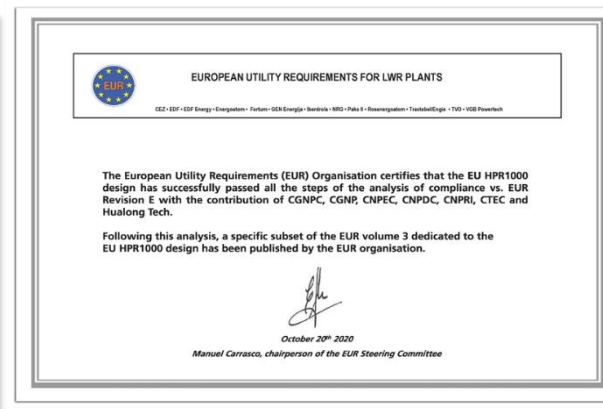 EUR
EUROPEAN UTILITY REQUIREMENTS FOR LWR PLANTS
CEZ • EDF • EDF Energy • Energoatom • Fortum • GEN Energija • Iberdrola • NRG • Paks II • Rosenergoatom • Tractebel/Engie • TVO • VGB Powertech
The European Utility Requirements (EUR) Organisation certifies that the EU HPR1000
design has successfully passed all the steps of the analysis of compliance vs. EUR
Revision E with the contribution of CGNPC, CGNP, CNPEC, CNPDC, CNPRI, CTEC and
Hualong Tech.
Following this analysis, a specific subset of the EUR volume 3 dedicated to the
EU HPR1000 design has been published by the EUR organisation.
October 20th 2020
Manuel Carrasco, chairperson of the EUR Steering Committee